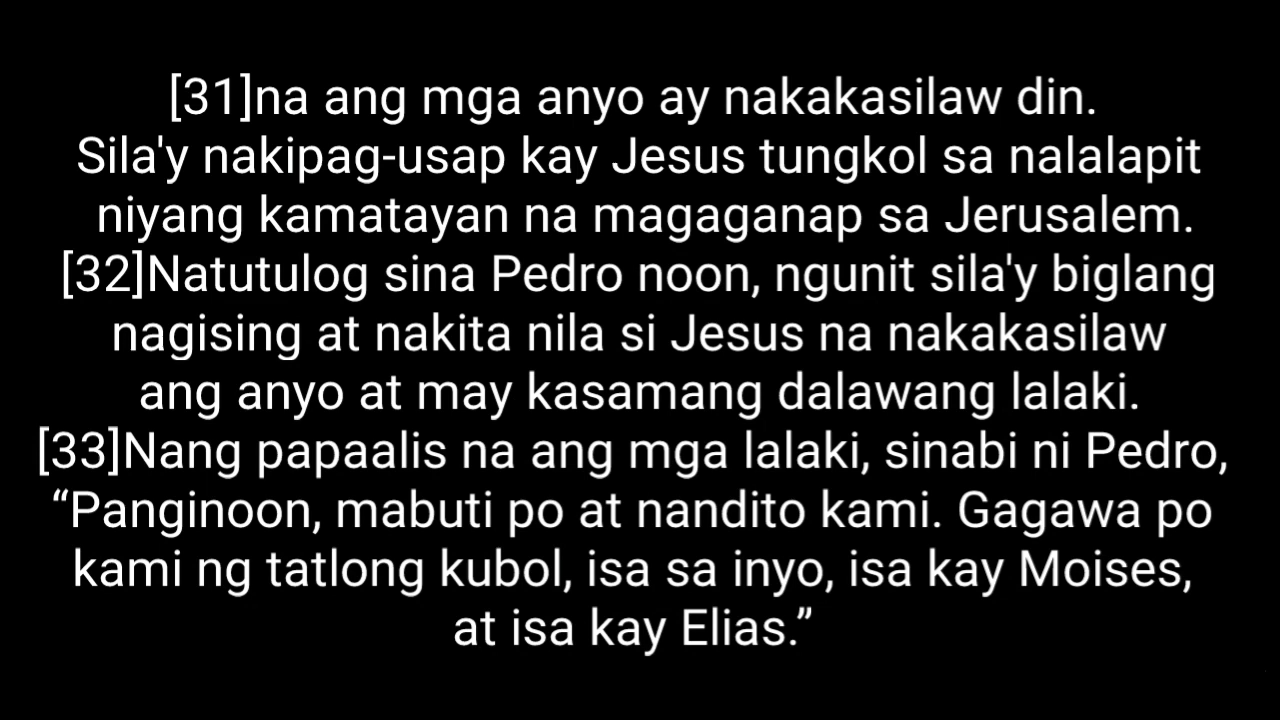 [31]na ang mga anyo ay nakakasilaw din.
Sila'y nakipag-usap kay Jesus tungkol sa nalalapit
niyang kamatayan na magaganap sa Jerusalem.
[32]Natutulog sina Pedro noon, ngunit sila'y biglang
nagising at nakita nila si Jesus na nakakasilaw
ang anyo at may kasamang dalawang lalaki.
[33]Nang papaalis na ang mga lalaki, sinabi ni Pedro,
“Panginoon, mabuti po at nandito kami. Gagawa po
kami ng tatlong kubol, isa sa inyo, isa kay Moises,
at isa kay Elias.”